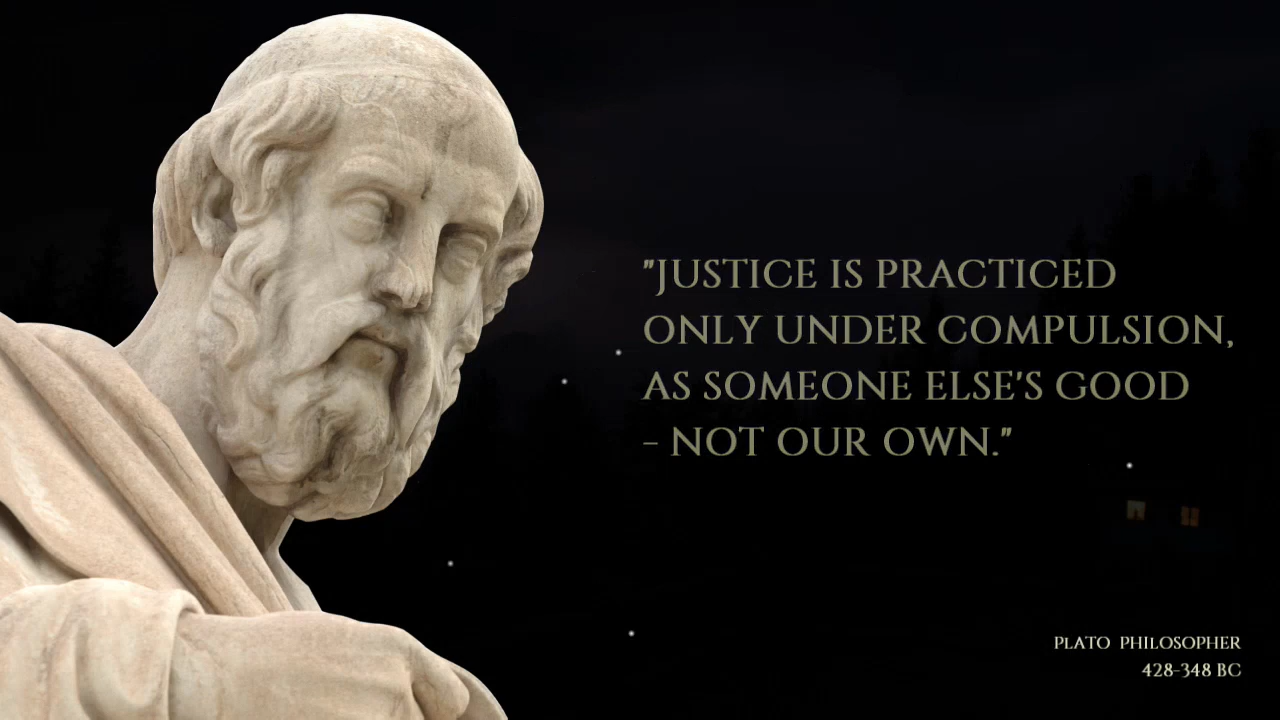 "JUSTICE IS PRACTICED
ONLY UNDER COMPULSION,
AS SOMEONE ELSE'S GOOD
- NOT OUR OWN."
PLATO PHILOSOPHER
428-348 BC